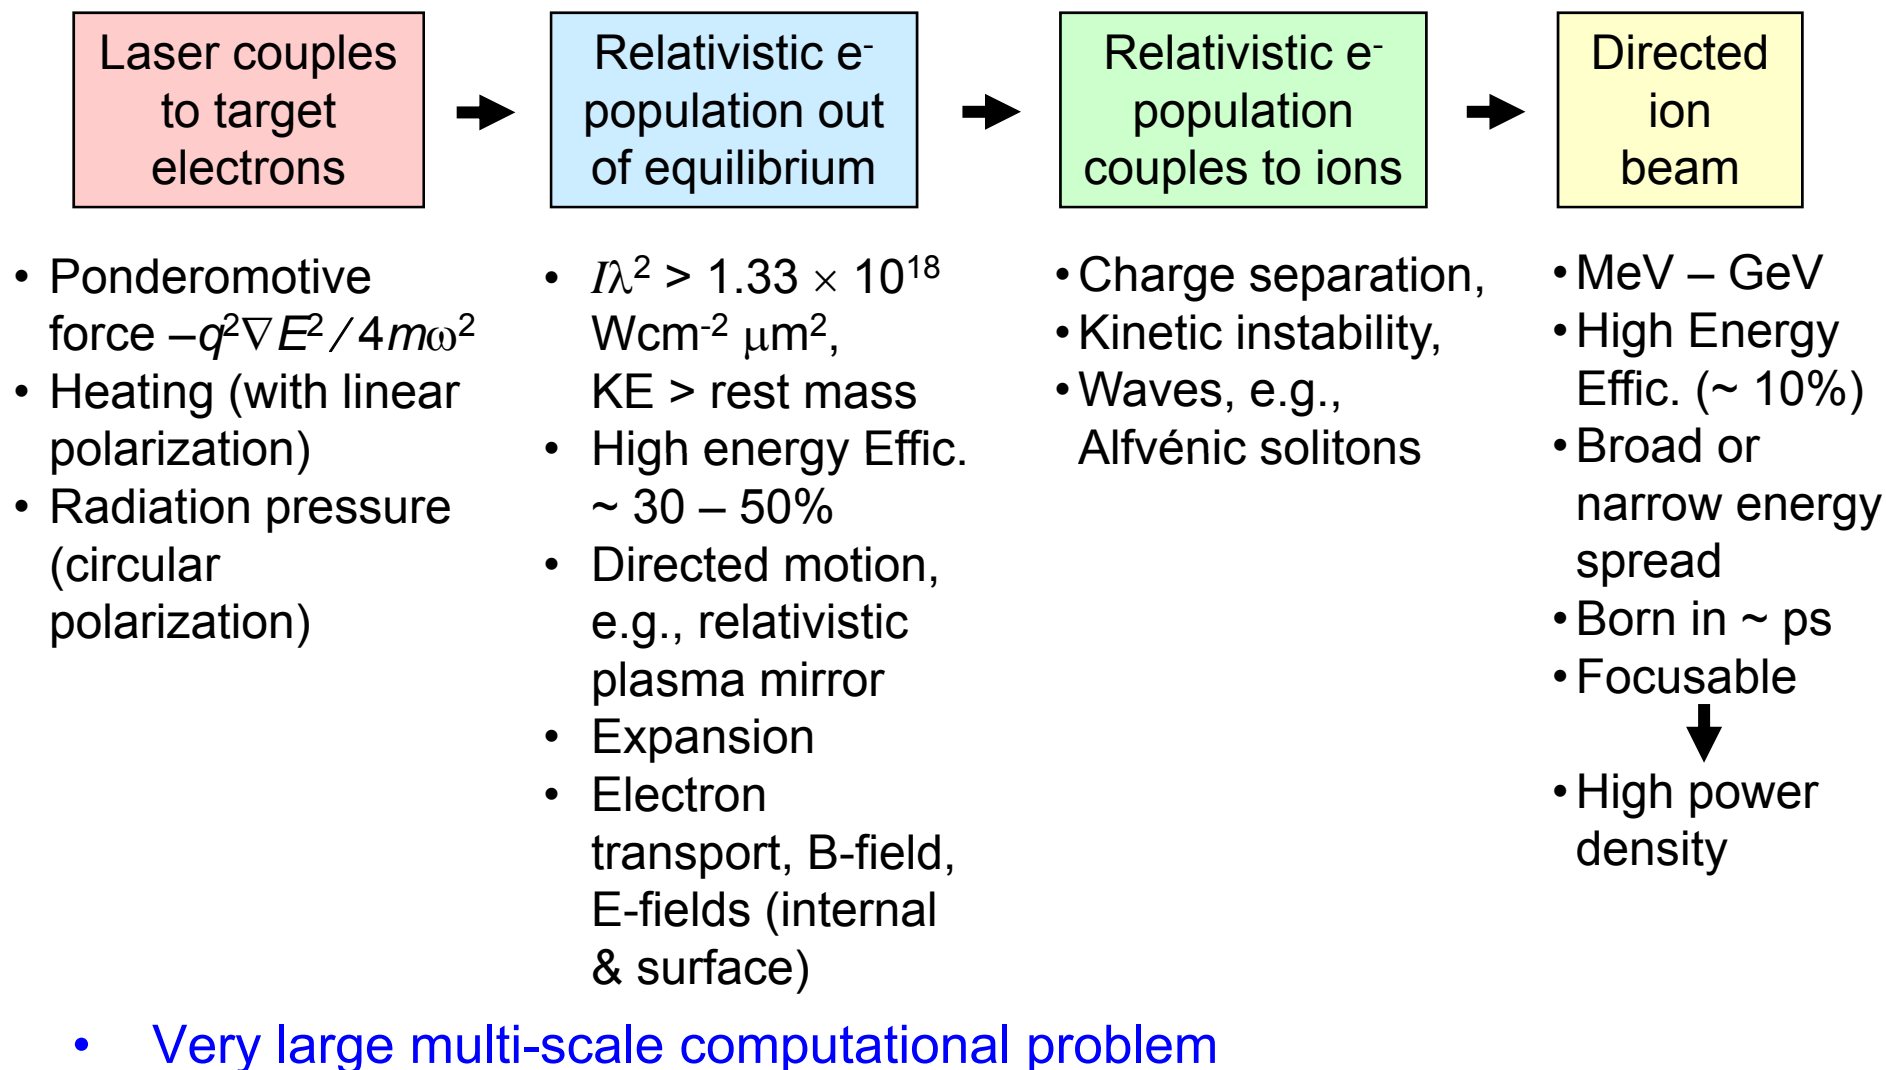 Laser couples
to target
electrons
Relativistic e-
population out
of equilibrium
Relativistic e-
population
couples to ions
Directed
ion
beam
• Ponderomotive
force –q²∇E² / 4mω²
• Heating (with linear
polarization)
• Radiation pressure
(circular
polarization)
• Iλ² > 1.33 × 10¹⁸
Wcm⁻² μm²,
KE > rest mass
• High energy Effic.
~ 30 – 50%
• Directed motion,
e.g., relativistic
plasma mirror
• Expansion
• Electron
transport, B-field,
E-fields (internal
& surface)
• Charge separation,
• Kinetic instability,
• Waves, e.g.,
Alfvénic solitons
• MeV – GeV
• High Energy
Effic. (~ 10%)
• Broad or
narrow energy
spread
• Born in ~ ps
• Focusable
• High power
density
• Very large multi-scale computational problem